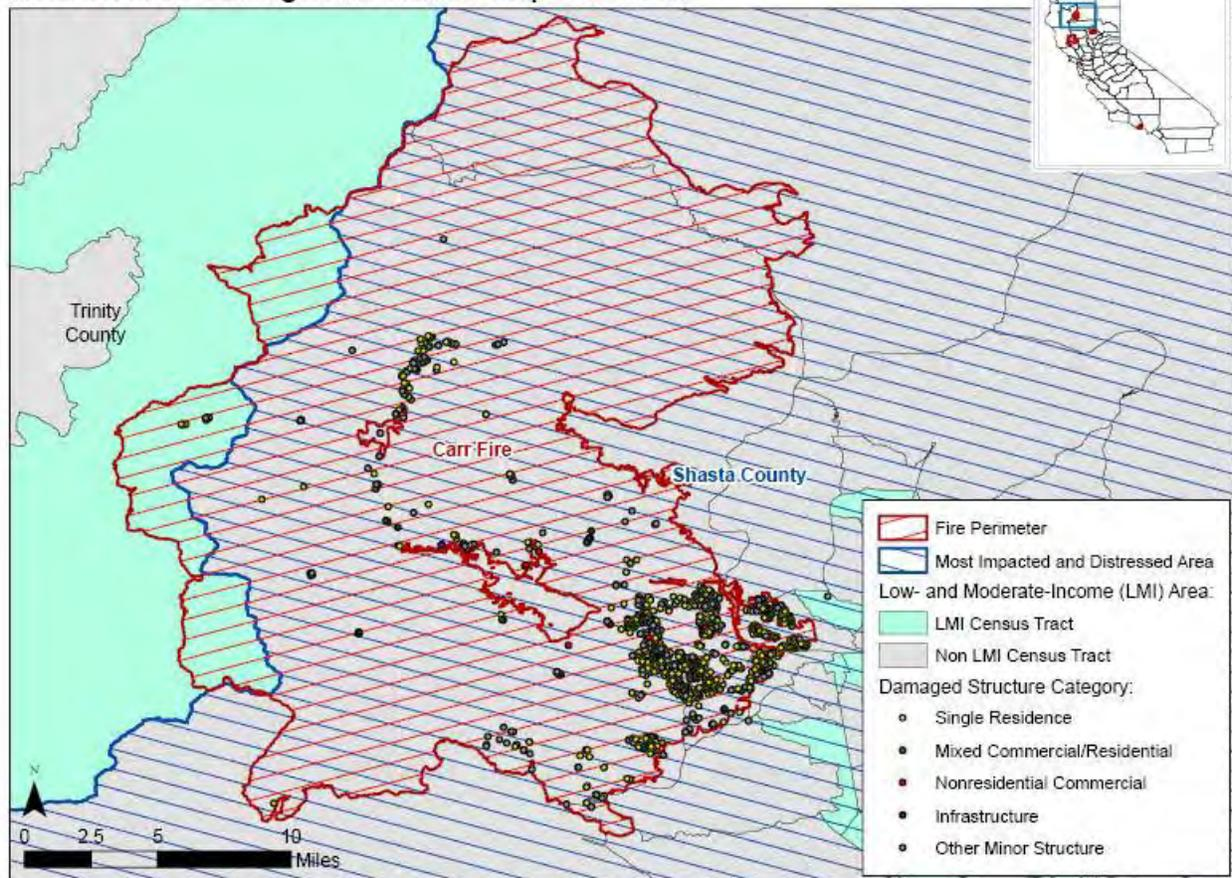 Trinity
County
Carr Fire
Shasta County
Fire Perimeter
Most Impacted and Distressed Area
Low- and Moderate-Income (LMI) Area:
LMI Census Tract
Non LMI Census Tract
Damaged Structure Category:
Single Residence
Mixed Commercial/Residential
Nonresidential Commercial
Infrastructure
Other Minor Structure
N
0 2.5 5 10
Miles